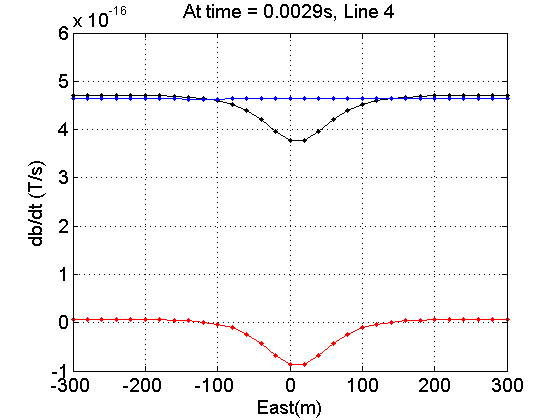 At time = 0.0029s, Line 4
x 10^-16
6
5
4
3
2
1
0
-1
db/dt (T/s)
-300 -200 -100 0 100 200 300
East(m)